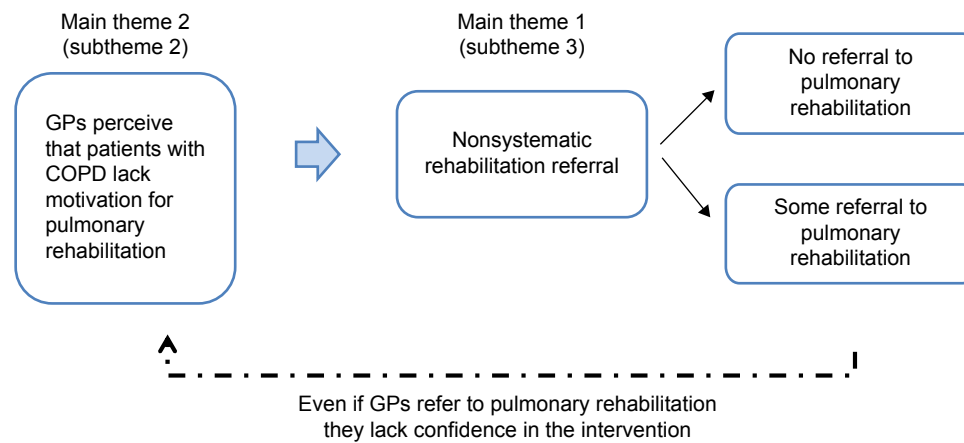 Main theme 2
(subtheme 2)
GPs perceive
that patients with
COPD lack
motivation for
pulmonary
rehabilitation
Main theme 1
(subtheme 3)
Nonsystematic
rehabilitation referral
No referral to
pulmonary
rehabilitation
Some referral to
pulmonary
rehabilitation
Even if GPs refer to pulmonary rehabilitation
they lack confidence in the intervention